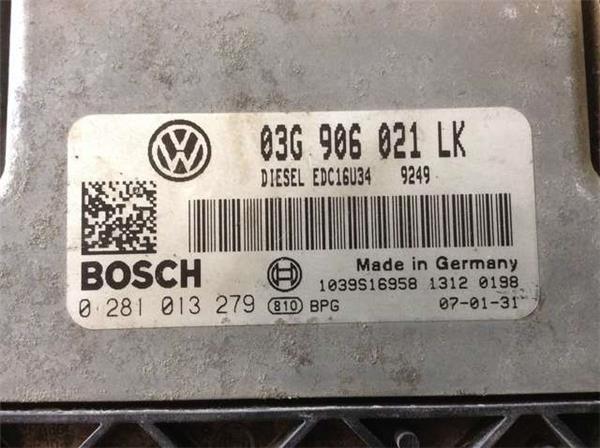 03G 906 021 LK
DIESEL EDC16U34 9249
BOSCH
Made in Germany
1039S16958 1312 0198
0 281 013 279 810 BPG 07-01-31